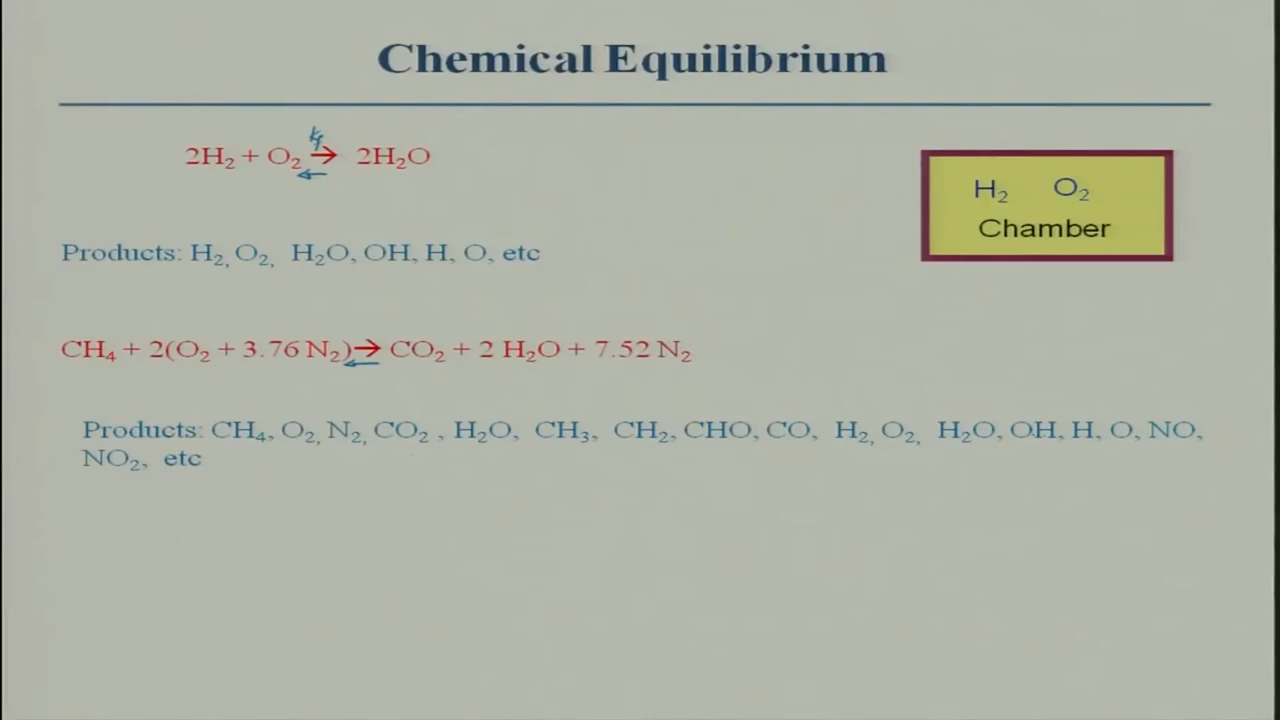 Chemical Equilibrium
k_f
2H₂ + O₂ → 2H₂O
←
H₂ O₂
Chamber
Products: H₂, O₂, H₂O, OH, H, O, etc
CH₄ + 2(O₂ + 3.76 N₂)→ CO₂ + 2 H₂O + 7.52 N₂
←
Products: CH₄, O₂, N₂, CO₂ , H₂O, CH₃, CH₂, CHO, CO, H₂, O₂, H₂O, OH, H, O, NO,
NO₂, etc